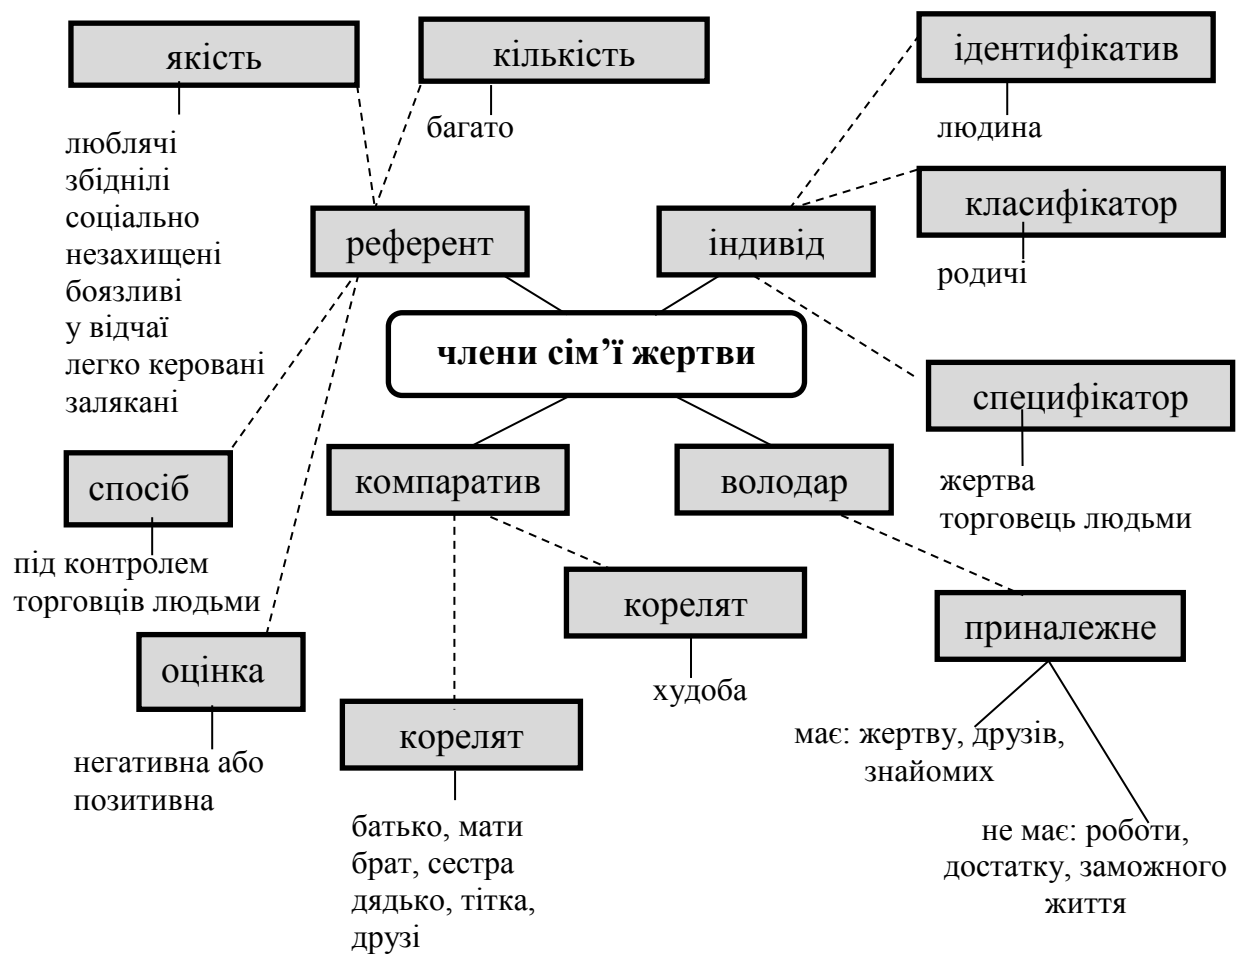 якість
кількість
ідентифікатив
багато
людина
люблячі
збіднілі
соціально
незахищені
боязливі
у відчаї
легко керовані
залякані
класифікатор
родичі
референт
індивід
члени сім’ї жертви
специфікатор
жертва
торговець людьми
спосіб
під контролем
торговців людьми
компаратив
володар
корелят
худоба
приналежне
оцінка
негативна або
позитивна
корелят
батько, мати
брат, сестра
дядько, тітка,
друзі
має: жертву, друзів,
знайомих
не має: роботи,
достатку, заможного
життя